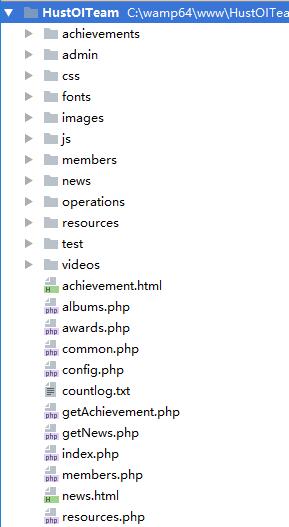 HustOITeam C:\wamp64\www\HustOITea
achievements
admin
css
fonts
images
js
members
news
operations
resources
test
videos
achievement.html
albums.php
awards.php
common.php
config.php
countlog.txt
getAchievement.php
getNews.php
index.php
members.php
news.html
resources.php